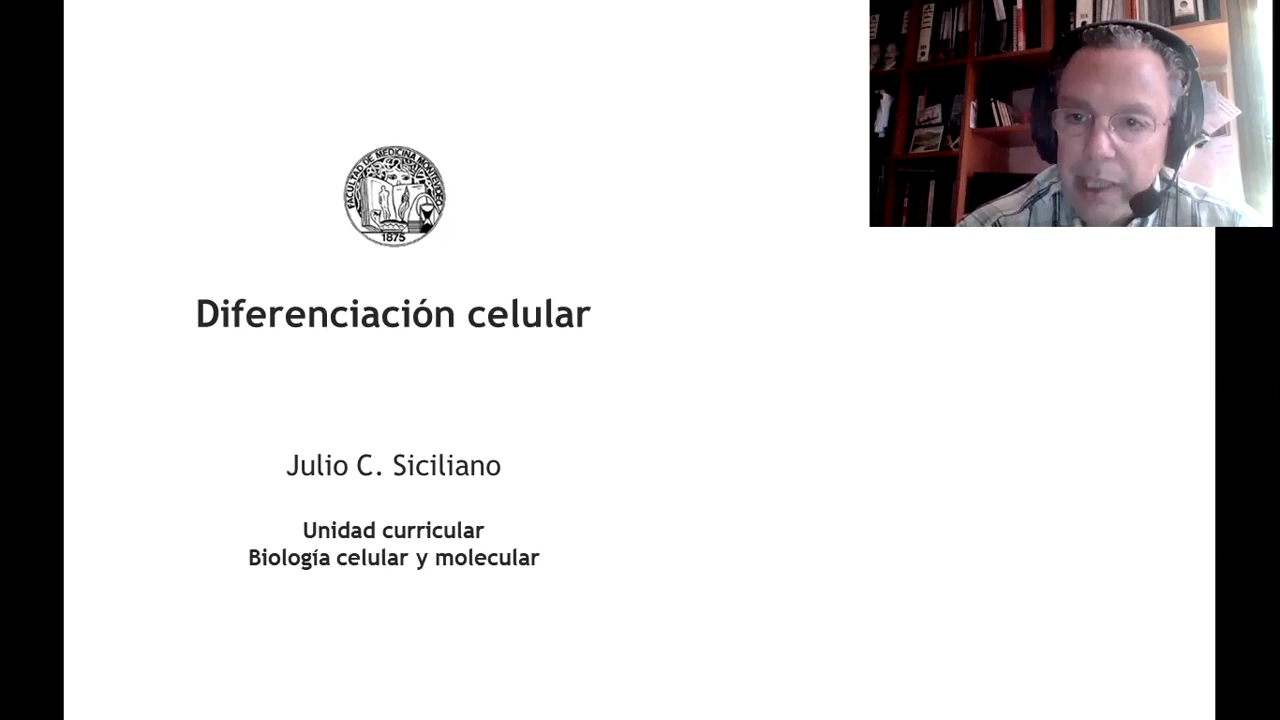 FACULTAD DE MEDICINA MONTEVIDEO
1875
Diferenciación celular
Julio C. Siciliano
Unidad curricular
Biología celular y molecular